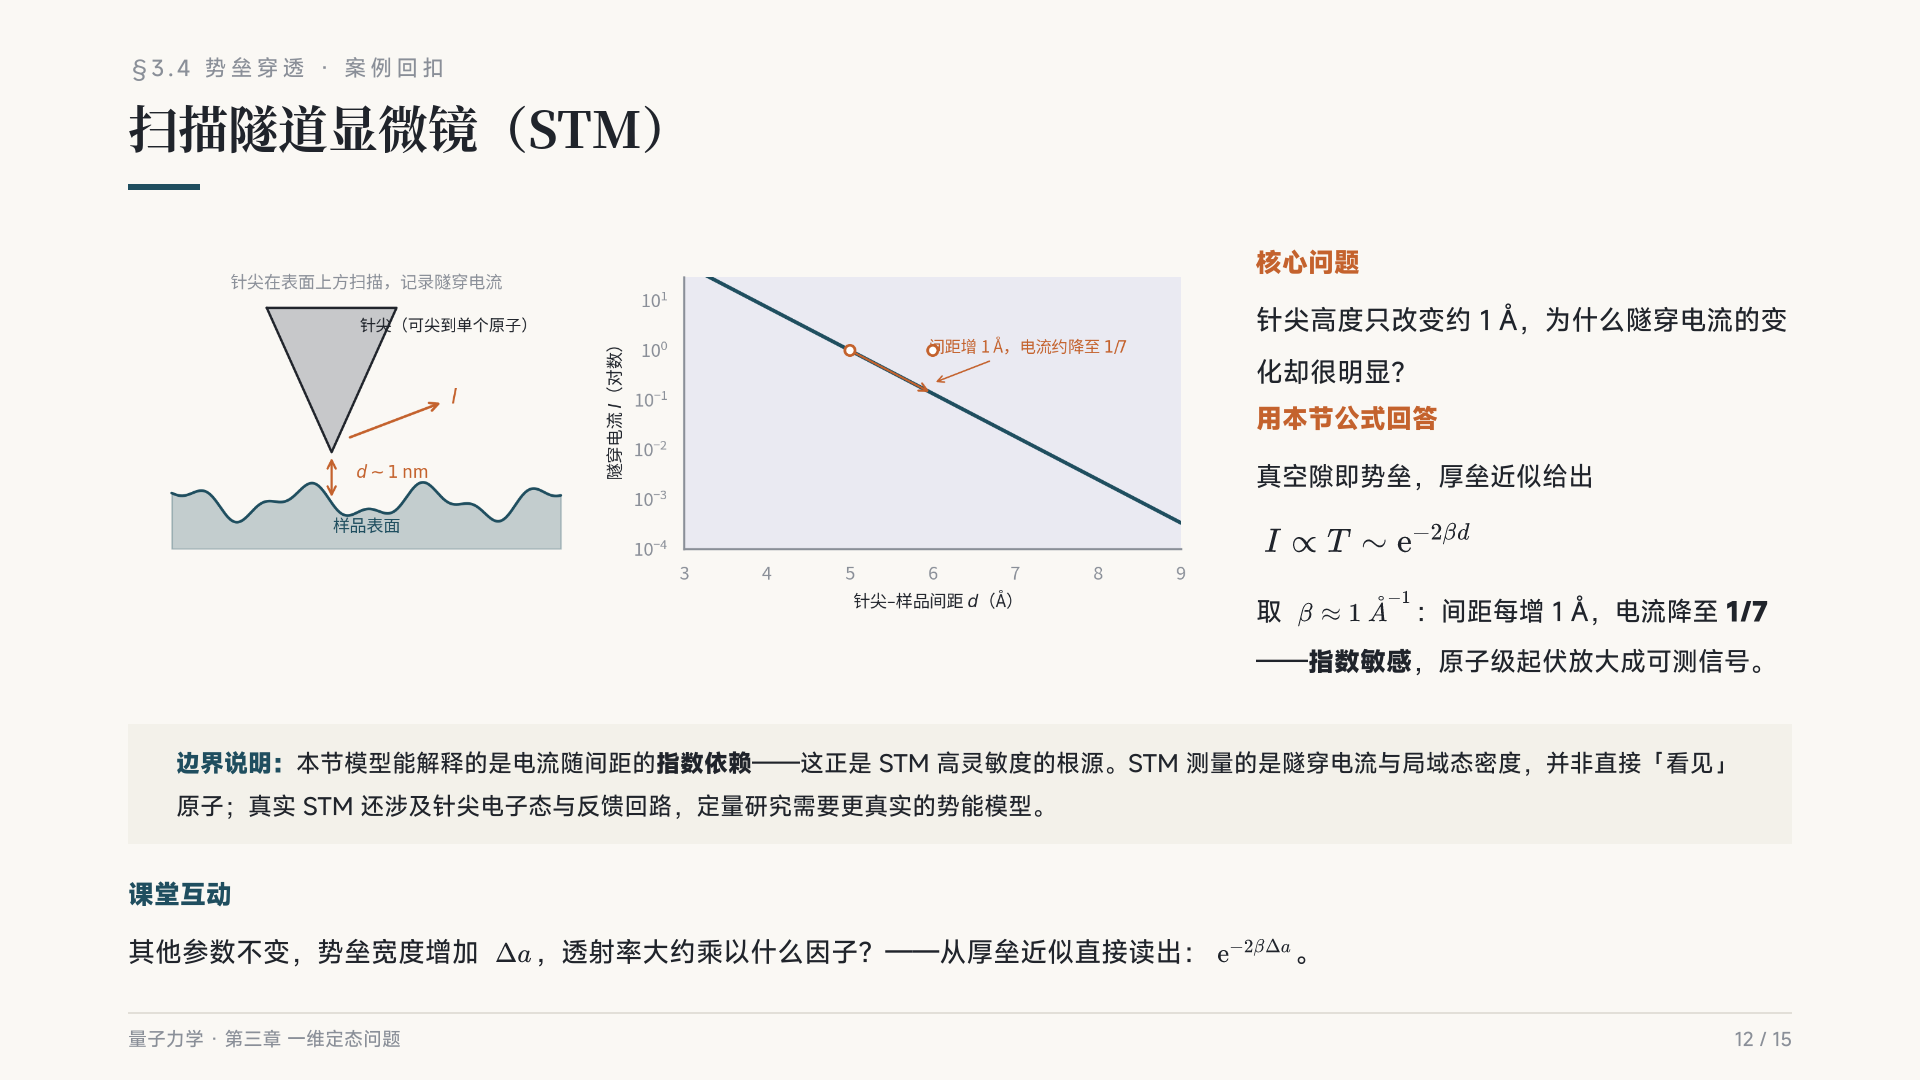 §3.4 势垒穿透 · 案例回扣
扫描隧道显微镜（STM）
针尖在表面上方扫描，记录隧穿电流
针尖（可尖到单个原子）
I
d ~ 1 nm
样品表面
隧穿电流 I（对数）
10¹
10⁰
10⁻¹
10⁻²
10⁻³
10⁻⁴
间距增 1 Å，电流约降至 1/7
3 4 5 6 7 8 9
针尖–样品间距 d（Å）
核心问题
针尖高度只改变约 1 Å，为什么隧穿电流的变
化却很明显？
用本节公式回答
真空隙即势垒，厚垒近似给出
I ∝ T ∼ e^{−2βd}
取 β ≈ 1 Å⁻¹：间距每增 1 Å，电流降至 1/7
——指数敏感，原子级起伏放大成可测信号。
边界说明：本节模型能解释的是电流随间距的指数依赖——这正是 STM 高灵敏度的根源。STM 测量的是隧穿电流与局域态密度，并非直接「看见」
原子；真实 STM 还涉及针尖电子态与反馈回路，定量研究需要更真实的势能模型。
课堂互动
其他参数不变，势垒宽度增加 Δa，透射率大约乘以什么因子？——从厚垒近似直接读出： e^{−2βΔa}。
量子力学 · 第三章 一维定态问题
12 / 15